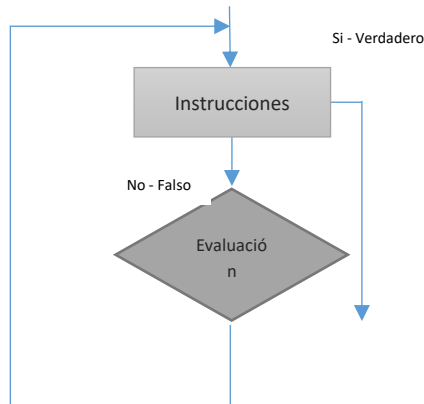 Si - Verdadero
Instrucciones
No - Falso
Evaluació
n